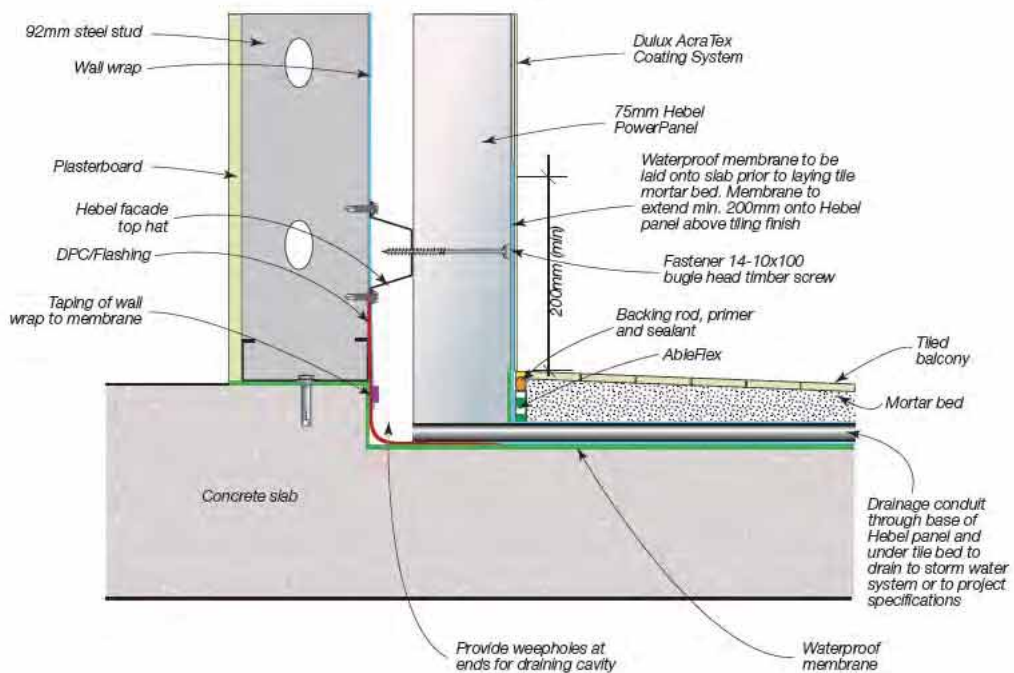 92mm steel stud
Wall wrap
Plasterboard
Hebel facade
top hat
DPC/Flashing
Taping of wall
wrap to membrane
Concrete slab
Dulux AcraTex
Coating System
75mm Hebel
PowerPanel
Waterproof membrane to be
laid onto slab prior to laying tile
mortar bed. Membrane to
extend min. 200mm onto Hebel
panel above tiling finish
200mm (min)
Fastener 14-10x100
bugle head timber screw
Backing rod, primer
and sealant
AbleFlex
Tiled
balcony
Mortar bed
Drainage conduit
through base of
Hebel panel and
under tile bed to
drain to storm water
system or to project
specifications
Provide weepholes at
ends for draining cavity
Waterproof
membrane